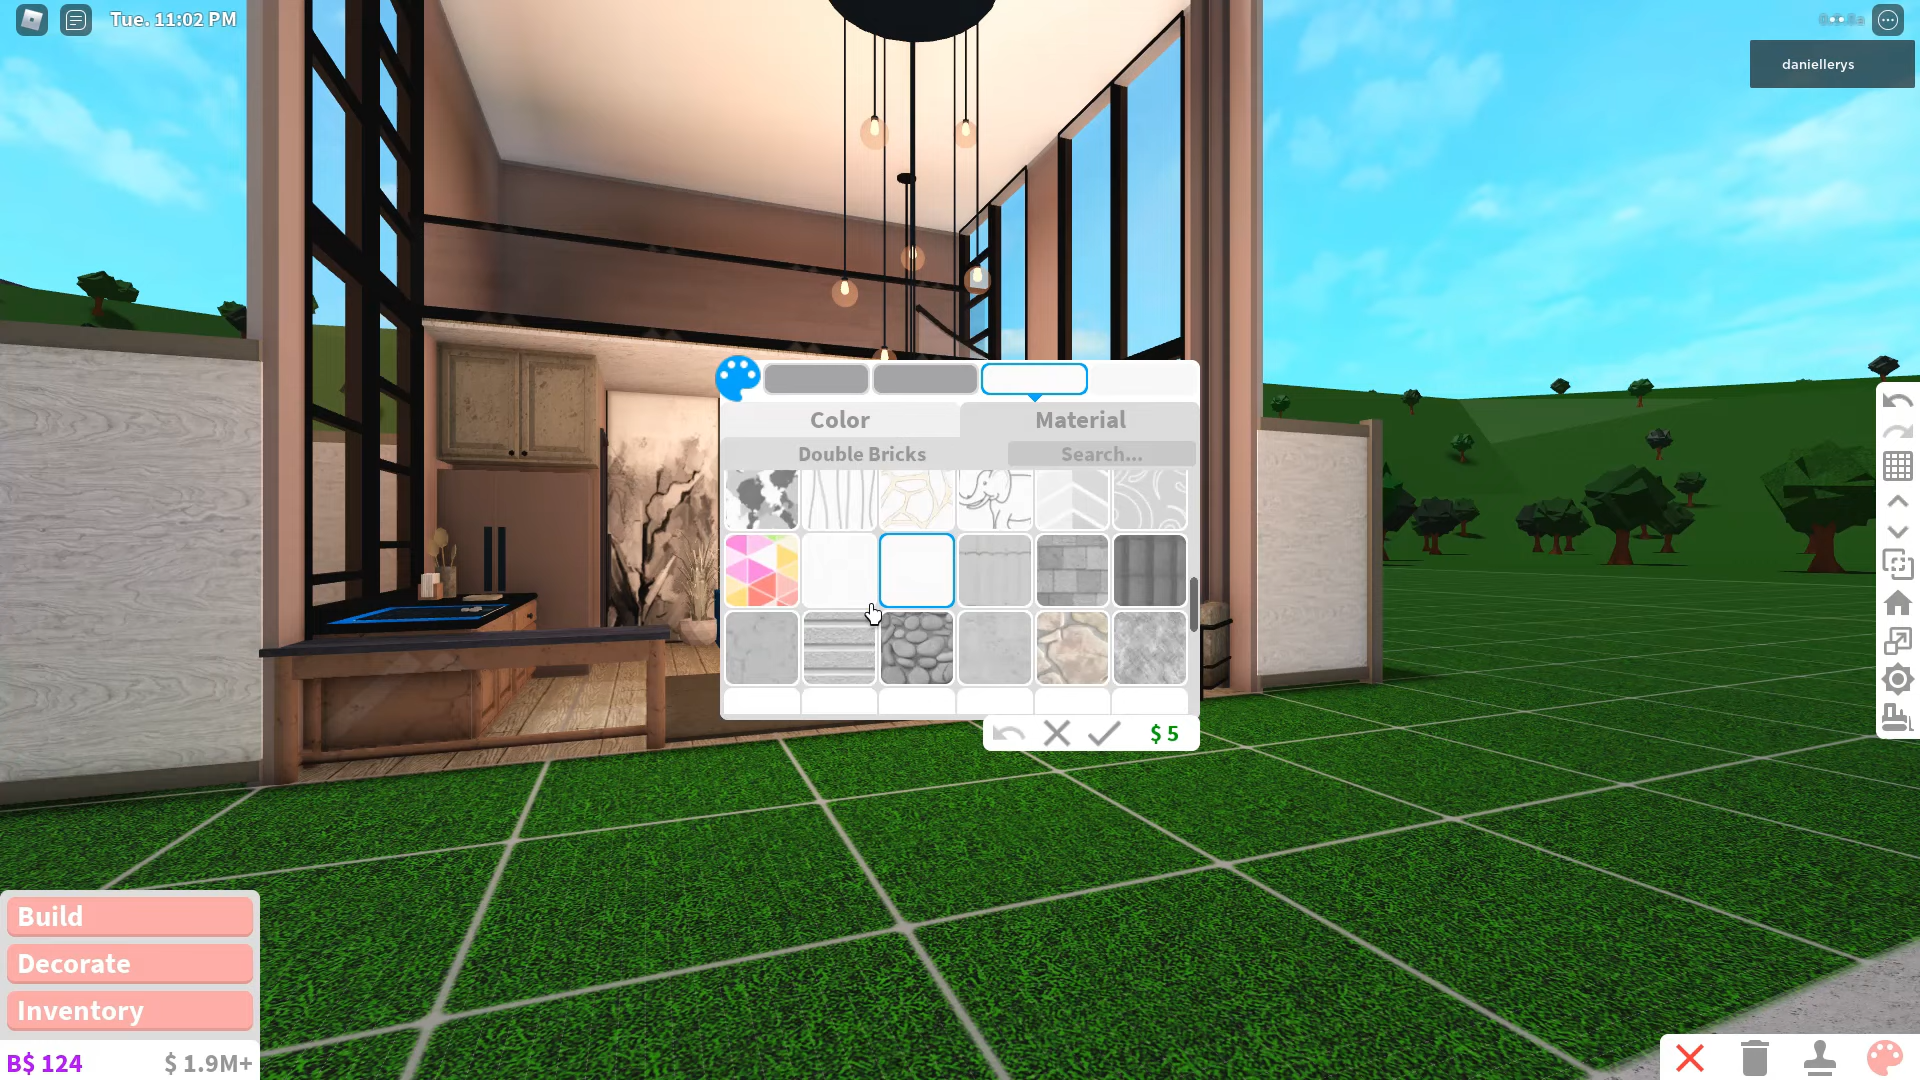 Tue. 11:02 PM
daniellerys
Color
Material
Double Bricks
Search...
$ 5
Build
Decorate
Inventory
B$ 124
$ 1.9M+